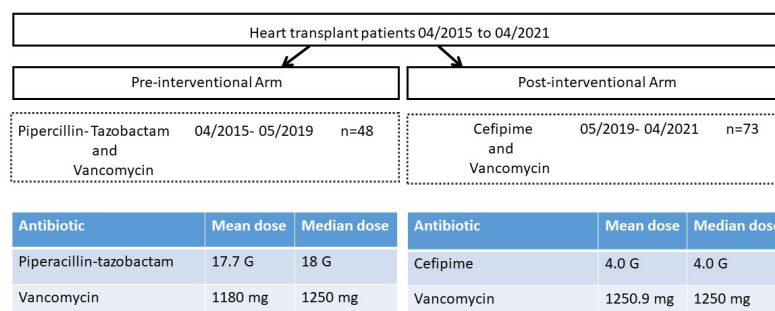 Heart transplant patients 04/2015 to 04/2021
Pre-interventional Arm
Post-interventional Arm
Pipercillin- Tazobactam 04/2015- 05/2019 n=48
and
Vancomycin
Cefipime 05/2019- 04/2021 n=73
and
Vancomycin
Antibiotic Mean dose Median dose
Piperacillin-tazobactam 17.7 G 18 G
Vancomycin 1180 mg 1250 mg
Antibiotic Mean dose Median dose
Cefipime 4.0 G 4.0 G
Vancomycin 1250.9 mg 1250 mg